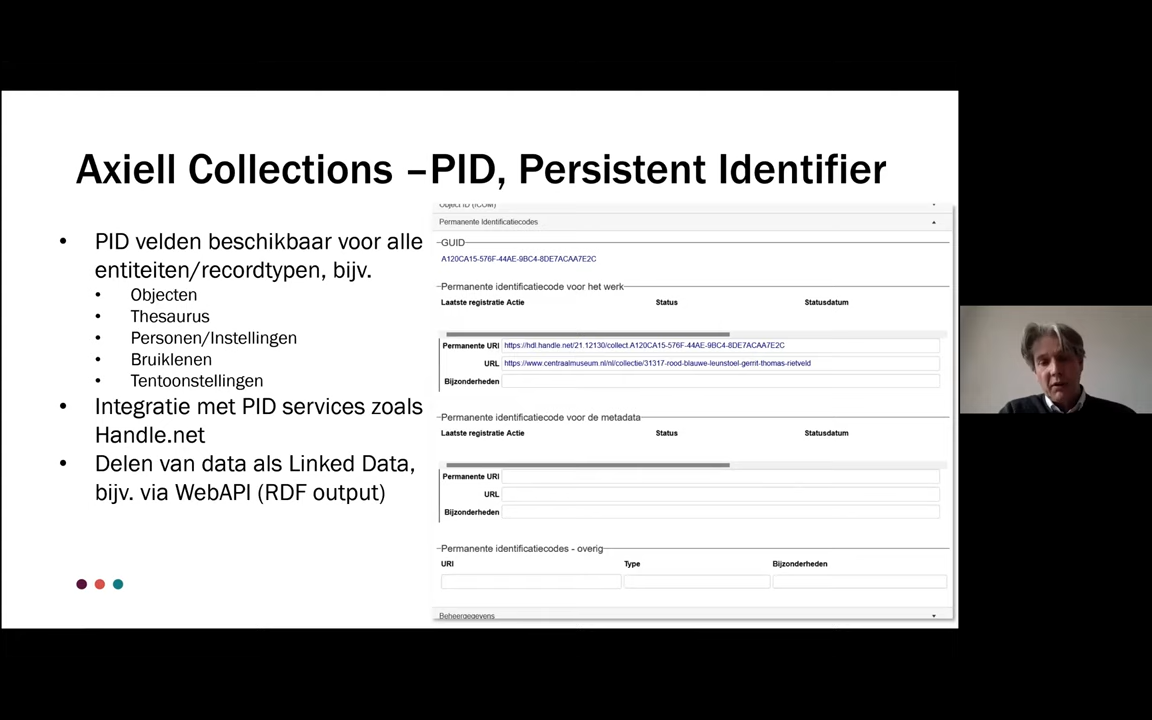 Axiell Collections –PID, Persistent Identifier
• PID velden beschikbaar voor alle
entiteiten/recordtypen, bijv.
• Objecten
• Thesaurus
• Personen/Instellingen
• Bruiklenen
• Tentoonstellingen
• Integratie met PID services zoals
Handle.net
• Delen van data als Linked Data,
bijv. via WebAPI (RDF output)
Object ID (ICOM)
Permanente Identificatiecodes
GUID
A120CA15-576F-44AE-9BC4-8DE7ACAA7E2C
Permanente identificatiecode voor het werk
Laatste registratie Actie Status Statusdatum
Permanente URI https://hdl.handle.net/21.12130/collect.A120CA15-576F-44AE-9BC4-8DE7ACAA7E2C
URL https://www.centraalmuseum.nl/nl/collectie/31317-rood-blauwe-leunstoel-gerrit-thomas-rietveld
Bijzonderheden
Permanente identificatiecode voor de metadata
Laatste registratie Actie Status Statusdatum
Permanente URI
URL
Bijzonderheden
Permanente identificatiecodes - overig
URI Type Bijzonderheden
Beheergegevens